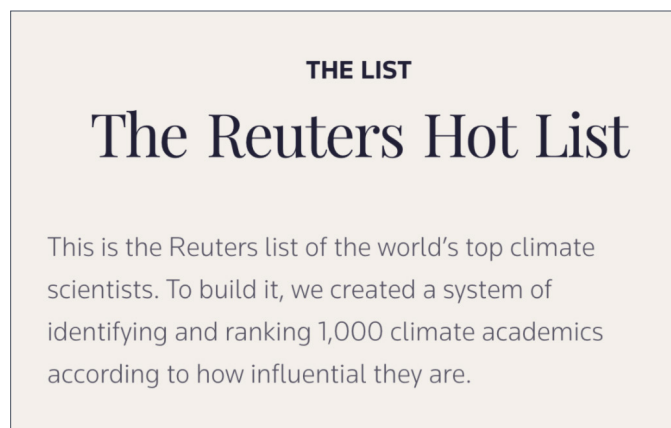 THE LIST
The Reuters Hot List
This is the Reuters list of the world’s top climate
scientists. To build it, we created a system of
identifying and ranking 1,000 climate academics
according to how influential they are.